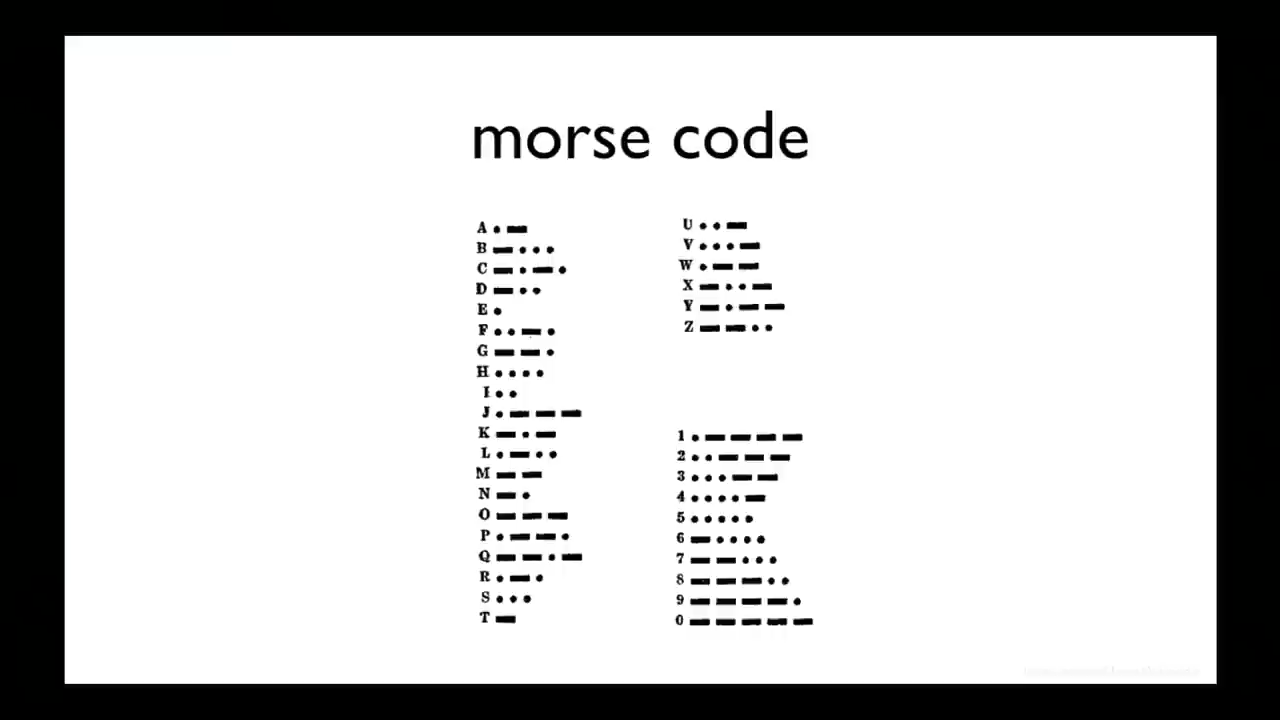 morse code
A • —
B — • • •
C — • — •
D — • •
E •
F • • — •
G — — •
H • • • •
I • •
J • — — —
K — • —
L • — • •
M — —
N — •
O — — —
P • — — •
Q — — • —
R • — •
S • • •
T —
U • • —
V • • • —
W • — —
X — • • —
Y — • — —
Z — — • •
1 • — — — —
2 • • — — —
3 • • • — —
4 • • • • —
5 • • • • •
6 — • • • •
7 — — • • •
8 — — — • •
9 — — — — •
0 — — — — —